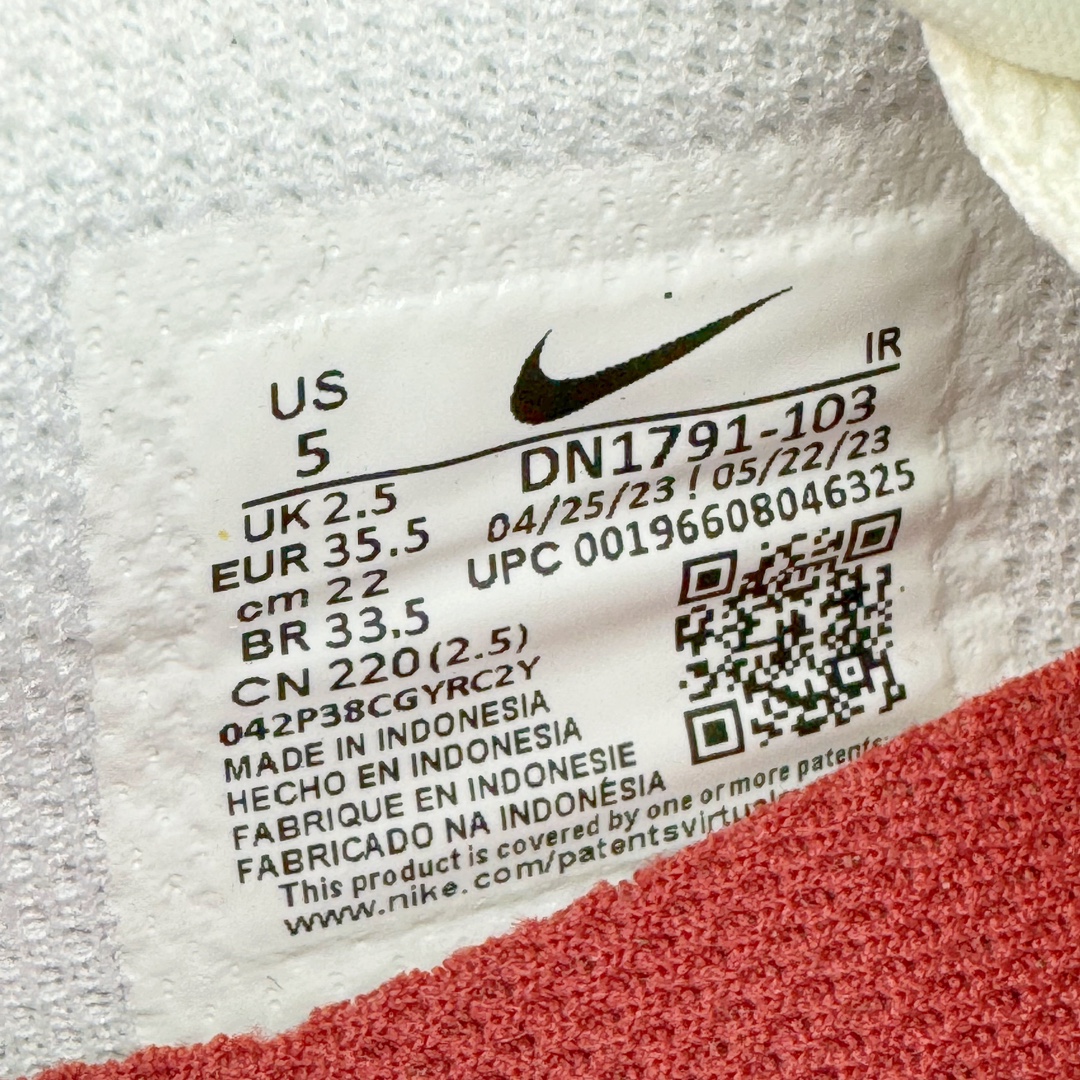 US
5
IR
UK 2.5
EUR 35.5
cm 22
BR 33.5
CN 220(2.5)
DN1791-103
04/25/23 ! 05/22/23
UPC 00196608046325
042P38CGYRC2Y
MADE IN INDONESIA
HECHO EN INDONESIA
FABRIQUE EN INDONESIE
FABRICADO NA INDONÉSIA
This product is covered by one or more patents
www.nike.com/patentsvirtual